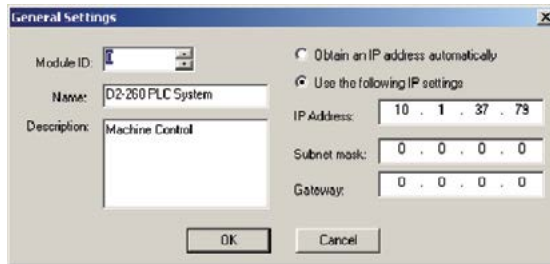 General Settings
Module ID:
Name: D2-260 PLC System
Description: Machine Control
Obtain an IP address automatically
Use the following IP settings
IP Address: 10 . 1 . 37 . 79
Subnet mask: 0 . 0 . 0 . 0
Gateway: 0 . 0 . 0 . 0
OK
Cancel